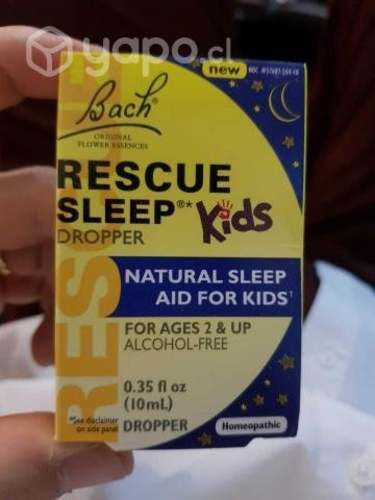 yapo.cl
new
Bach®
ORIGINAL
FLOWER ESSENCES
RESCUE
RESCUE
SLEEP®* Kids
DROPPER
NATURAL SLEEP
AID FOR KIDS†
FOR AGES 2 & UP
ALCOHOL-FREE
0.35 fl oz
(10mL)
DROPPER
*See disclaimer
on side panel
Homeopathic